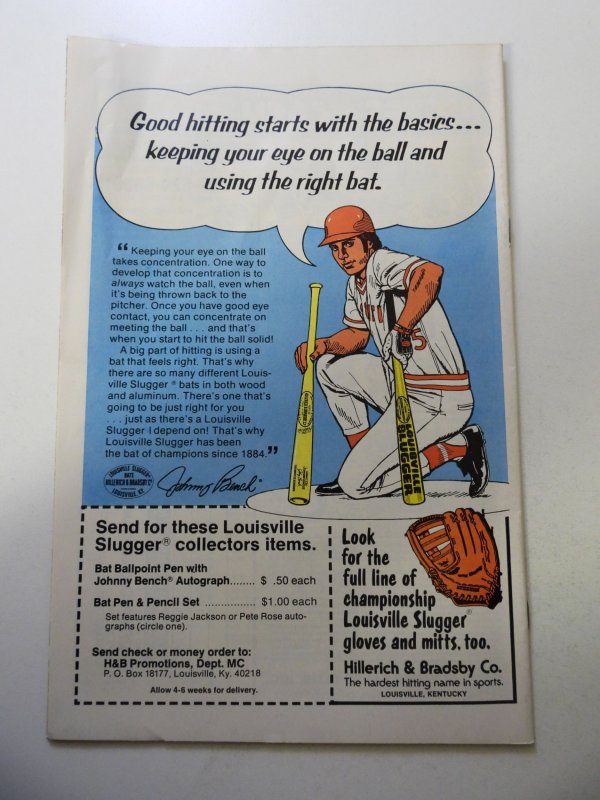 Good hitting starts with the basics...
keeping your eye on the ball and
using the right bat.
“ Keeping your eye on the ball
takes concentration. One way to
develop that concentration is to
always watch the ball, even when
it's being thrown back to the
pitcher. Once you have good eye
contact, you can concentrate on
meeting the ball . . . and that's
when you start to hit the ball solid!
A big part of hitting is using a
bat that feels right. That's why
there are so many different Louis-
ville Slugger ® bats in both wood
and aluminum. There's one that's
going to be just right for you
. . . just as there's a Louisville
Slugger I depend on! That's why
Louisville Slugger has been
the bat of champions since 1884.”
LOUISVILLE SLUGGER
BATS
HILLERICH & BRADSBY Co
LOUISVILLE, KY.
Johnny Bench
5
LOUISVILLE
SLUGGER
Send for these Louisville
Slugger® collectors items.
Bat Ballpoint Pen with
Johnny Bench® Autograph....... $ .50 each
Bat Pen & Pencil Set ................ $1.00 each
Set features Reggie Jackson or Pete Rose auto-
graphs (circle one).
Send check or money order to:
H&B Promotions, Dept. MC
P. O. Box 18177, Louisville, Ky. 40218
Allow 4-6 weeks for delivery.
Look
for the
full line of
championship
Louisville Slugger®
gloves and mitts, too.
Hillerich & Bradsby Co.
The hardest hitting name in sports.
LOUISVILLE, KENTUCKY